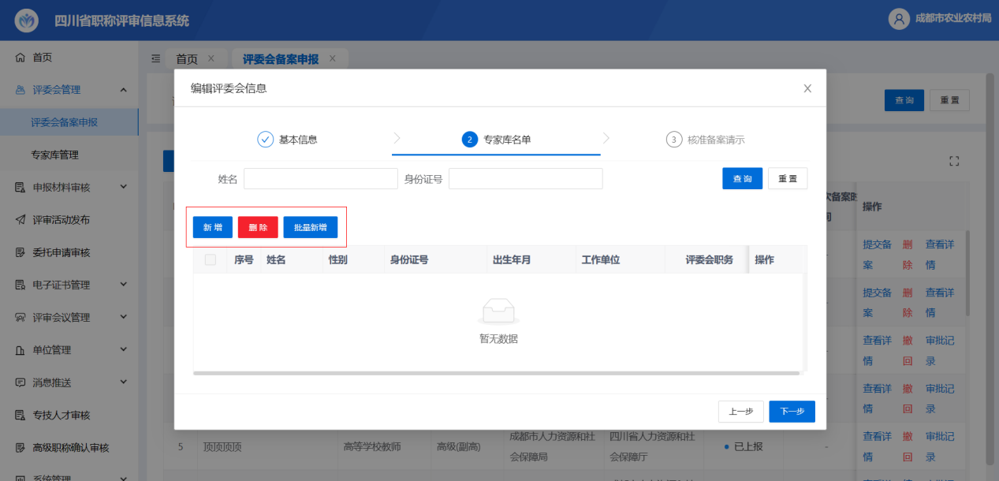 四川省职称评审信息系统
成都市农业农村局
首页
评委会管理
评委会备案申报
专家库管理
申报材料审核
评审活动发布
委托申请审核
电子证书管理
评审会议管理
单位管理
消息推送
专技人才审核
高级职称确认审核
系统管理
首页 ×
评委会备案申报 ×
查 询 重 置
编辑评委会信息
基本信息
2 专家库名单
3 核准备案请示
姓名 身份证号 查 询 重 置
新 增 删 除 批量新增
序号 姓名 性别 身份证号 出生年月 工作单位 评委会职务 操作
暂无数据
上一步 下一步
次备案时 操作
提交备 删 查看详
案 除 情
提交备 删 查看详
案 除 情
查看详 撤 审批记
情 回 录
查看详 撤 审批记
情 回 录
5 顶顶顶顶 高等学校教师 高级(副高) 成都市人力资源和社 四川省人力资源和社 已上报 - 查看详 撤 审批记
会保障局 会保障厅 情 回 录